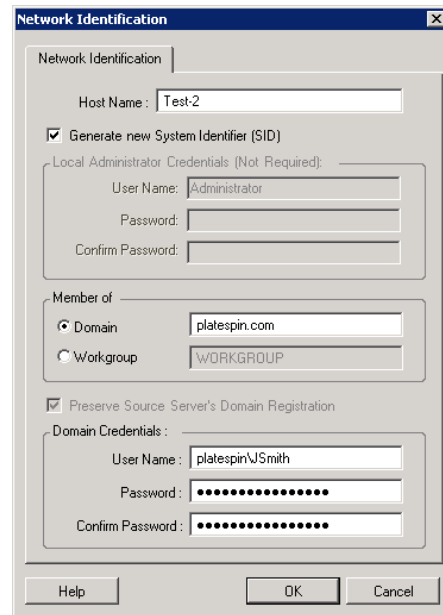 Network Identification
Network Identification
Host Name : Test-2
Generate new System Identifier (SID)
Local Administrator Credentials (Not Required):
User Name: Administrator
Password:
Confirm Password:
Member of
Domain platespin.com
Workgroup WORKGROUP
Preserve Source Server's Domain Registration
Domain Credentials :
User Name : platespin\JSmith
Password : ●●●●●●●●●●●●●●●●
Confirm Password : ●●●●●●●●●●●●●●●●
Help OK Cancel